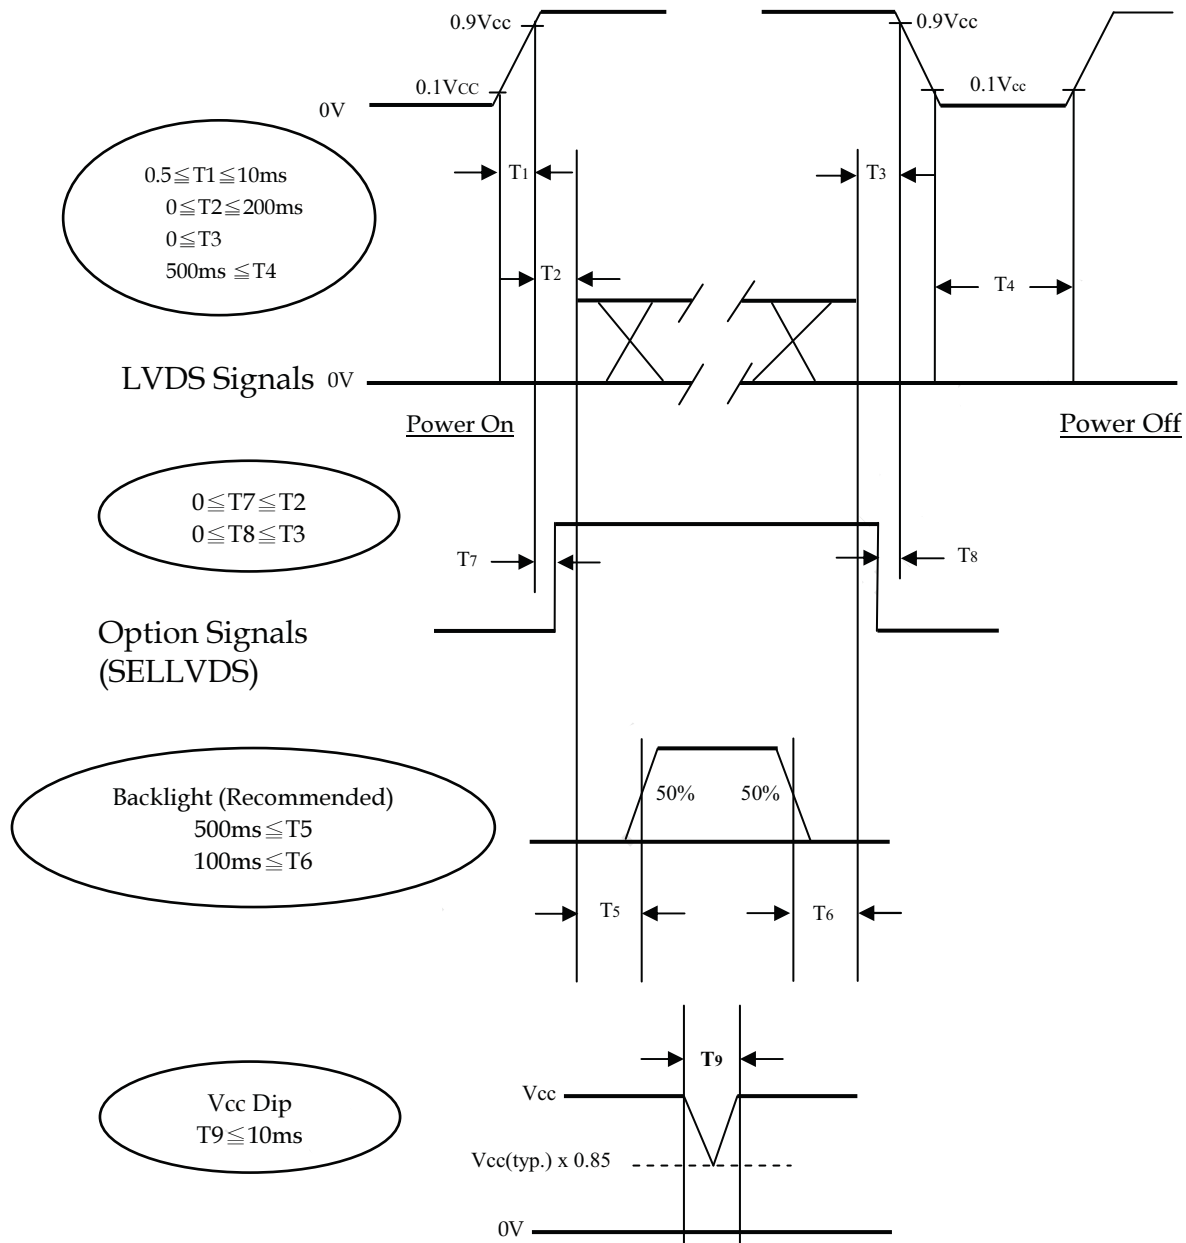 0.9Vcc
0.9Vcc
0.1VCC
0.1Vcc
0V
0.5≦T1≦10ms
0≦T2≦200ms
0≦T3
500ms ≦T4
T1
T3
T2
T4
LVDS Signals 0V
Power On
Power Off
0≦T7≦T2
0≦T8≦T3
T7
T8
Option Signals
(SELLVDS)
Backlight (Recommended)
500ms≦T5
100ms≦T6
50%
50%
T5
T6
T9
Vcc Dip
T9≦10ms
Vcc
Vcc(typ.) x 0.85
0V